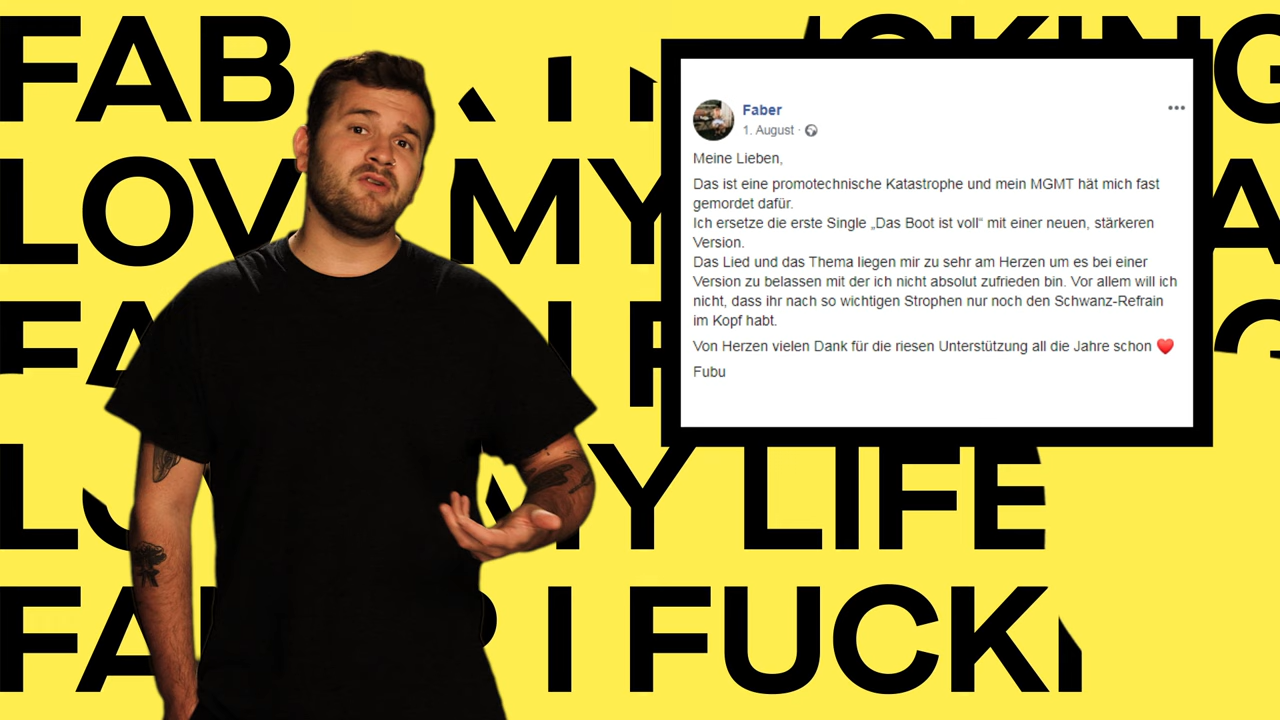 FAB
I
KING
LOV MY
A
Faber
1. August
Meine Lieben,
Das ist eine promotechnische Katastrophe und mein MGMT hät mich fast
gemordet dafür.
Ich ersetze die erste Single „Das Boot ist voll“ mit einer neuen, stärkeren
Version.
Das Lied und das Thema liegen mir zu sehr am Herzen um es bei einer
Version zu belassen mit der ich nicht absolut zufrieden bin. Vor allem will ich
nicht, dass ihr nach so wichtigen Strophen nur noch den Schwanz-Refrain
im Kopf habt.
Von Herzen vielen Dank für die riesen Unterstützung all die Jahre schon ❤️
Fubu
FA
L MY LIFE
FA I FUCK